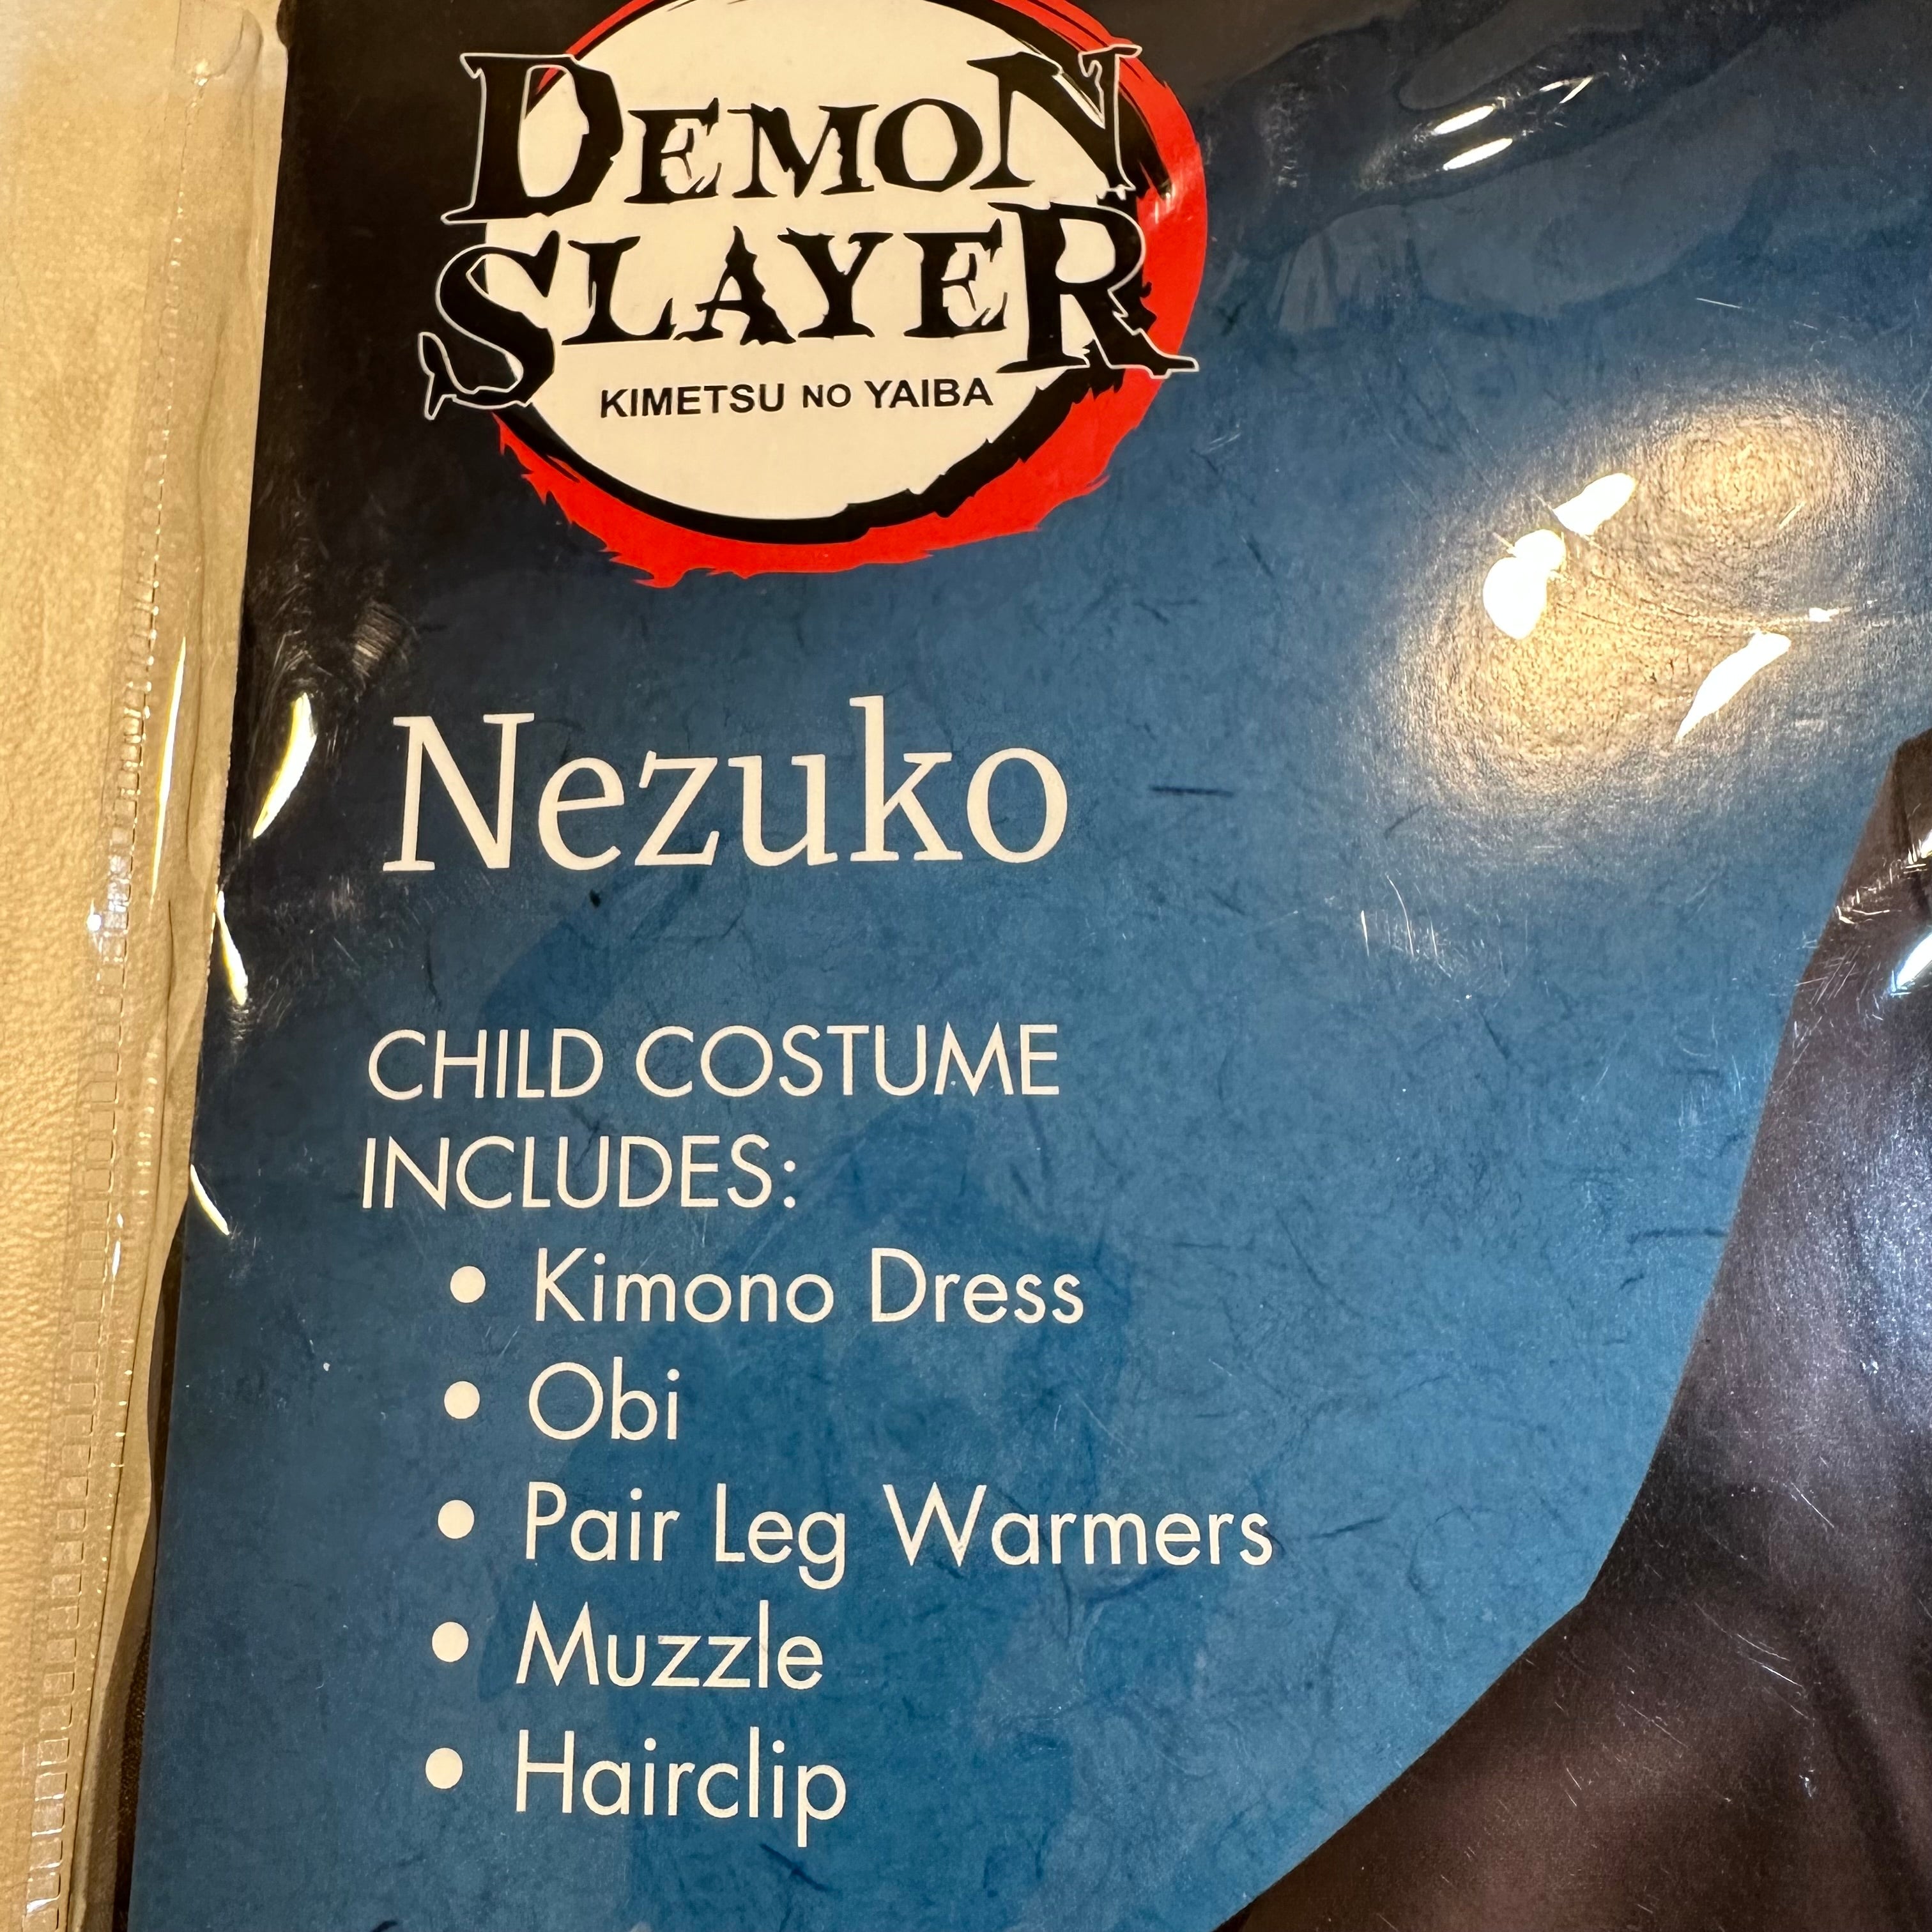 DEMON
SLAYER
KIMETSU NO YAIBA
Nezuko
CHILD COSTUME
INCLUDES:
• Kimono Dress
• Obi
• Pair Leg Warmers
• Muzzle
• Hairclip